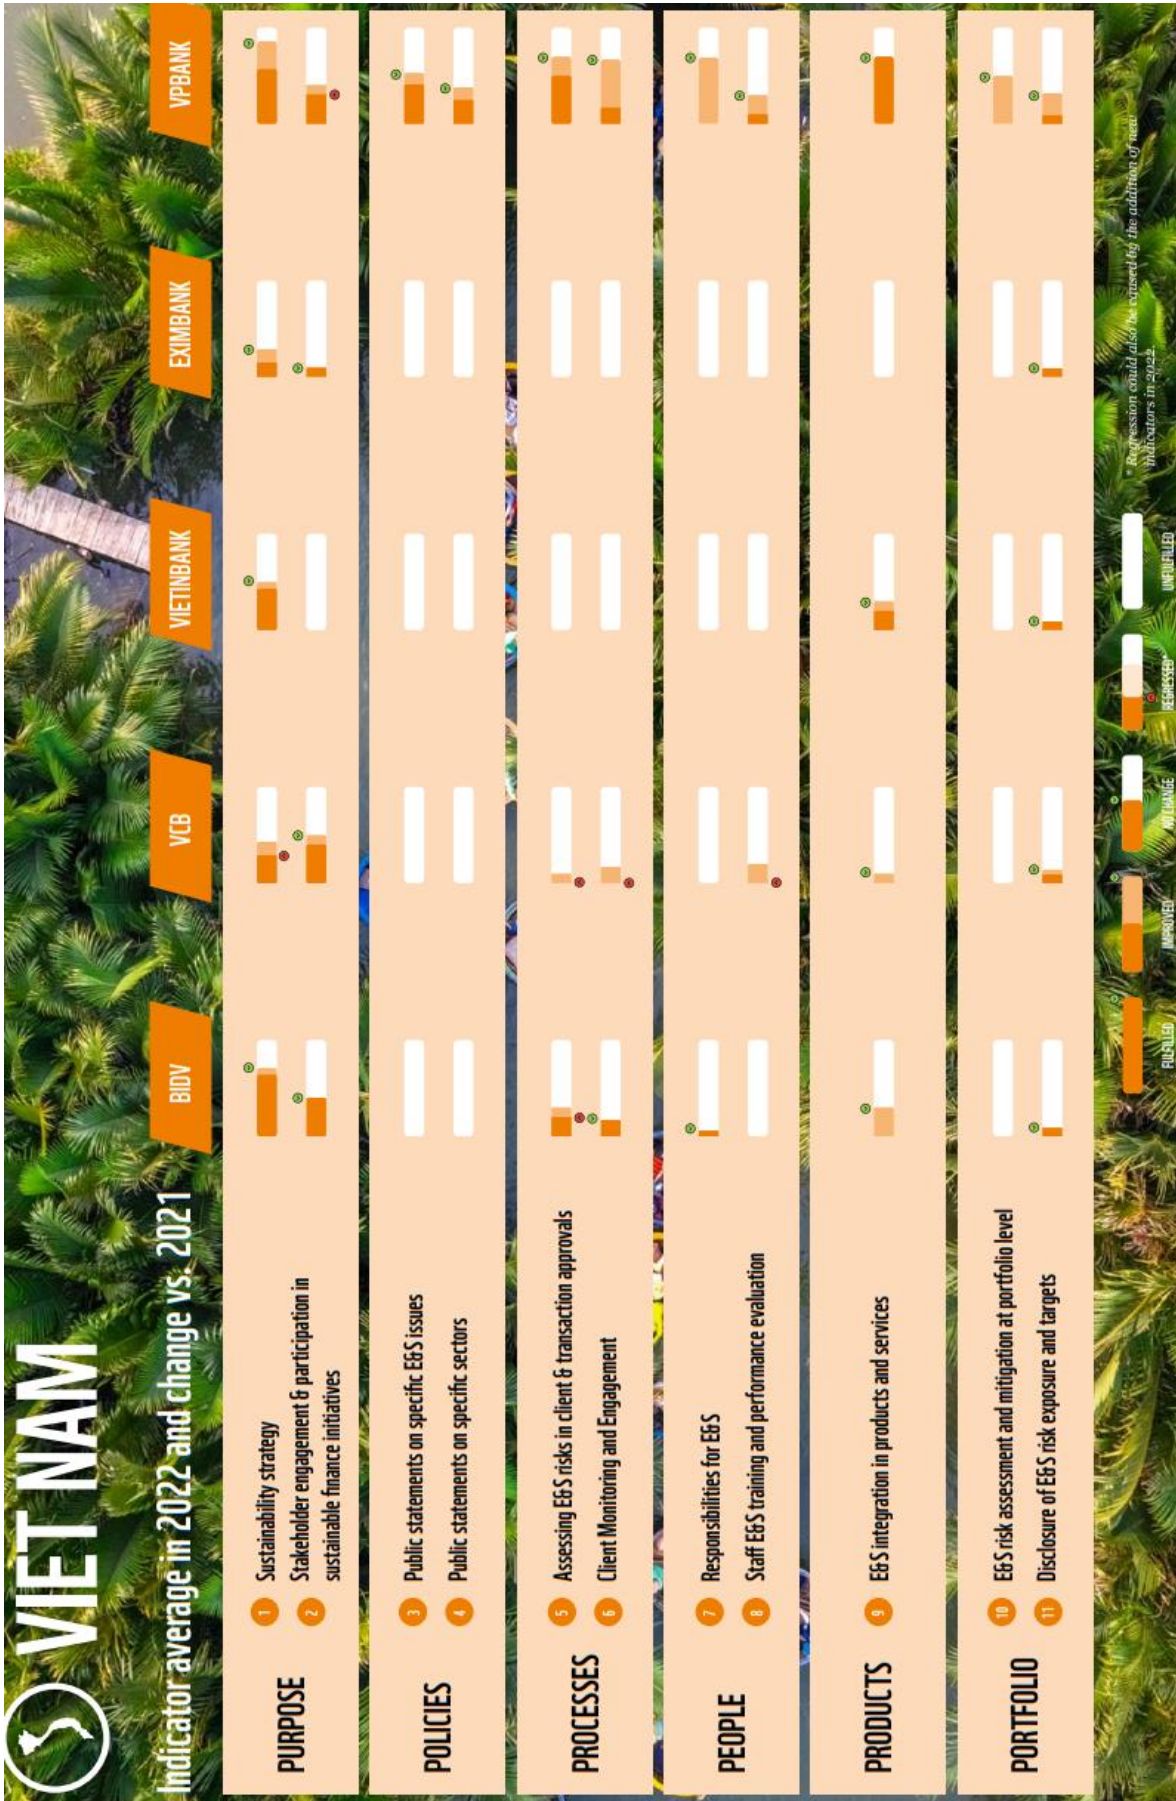 VIET NAM
Indicator average in 2022 and change vs. 2021
BIDV
VCB
VIETINBANK
EXIMBANK
VPBANK
PURPOSE
1 Sustainability strategy
2 Stakeholder engagement & participation in
sustainable finance initiatives
POLICIES
3 Public statements on specific E&S issues
4 Public statements on specific sectors
PROCESSES
5 Assessing E&S risks in client & transaction approvals
6 Client Monitoring and Engagement
PEOPLE
7 Responsibilities for E&S
8 Staff E&S training and performance evaluation
PRODUCTS
9 E&S integration in products and services
PORTFOLIO
10 E&S risk assessment and mitigation at portfolio level
11 Disclosure of E&S risk exposure and targets
FULFILLED
IMPROVED
NO CHANGE
REGRESSED*
UNFULFILLED
* Regression could also be caused by the addition of new
indicators in 2022.